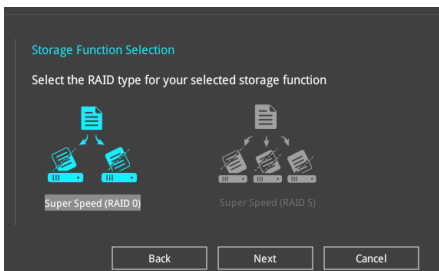 Storage Function Selection
Select the RAID type for your selected storage function
Super Speed (RAID 0)
Super Speed (RAID 5)
Back
Next
Cancel